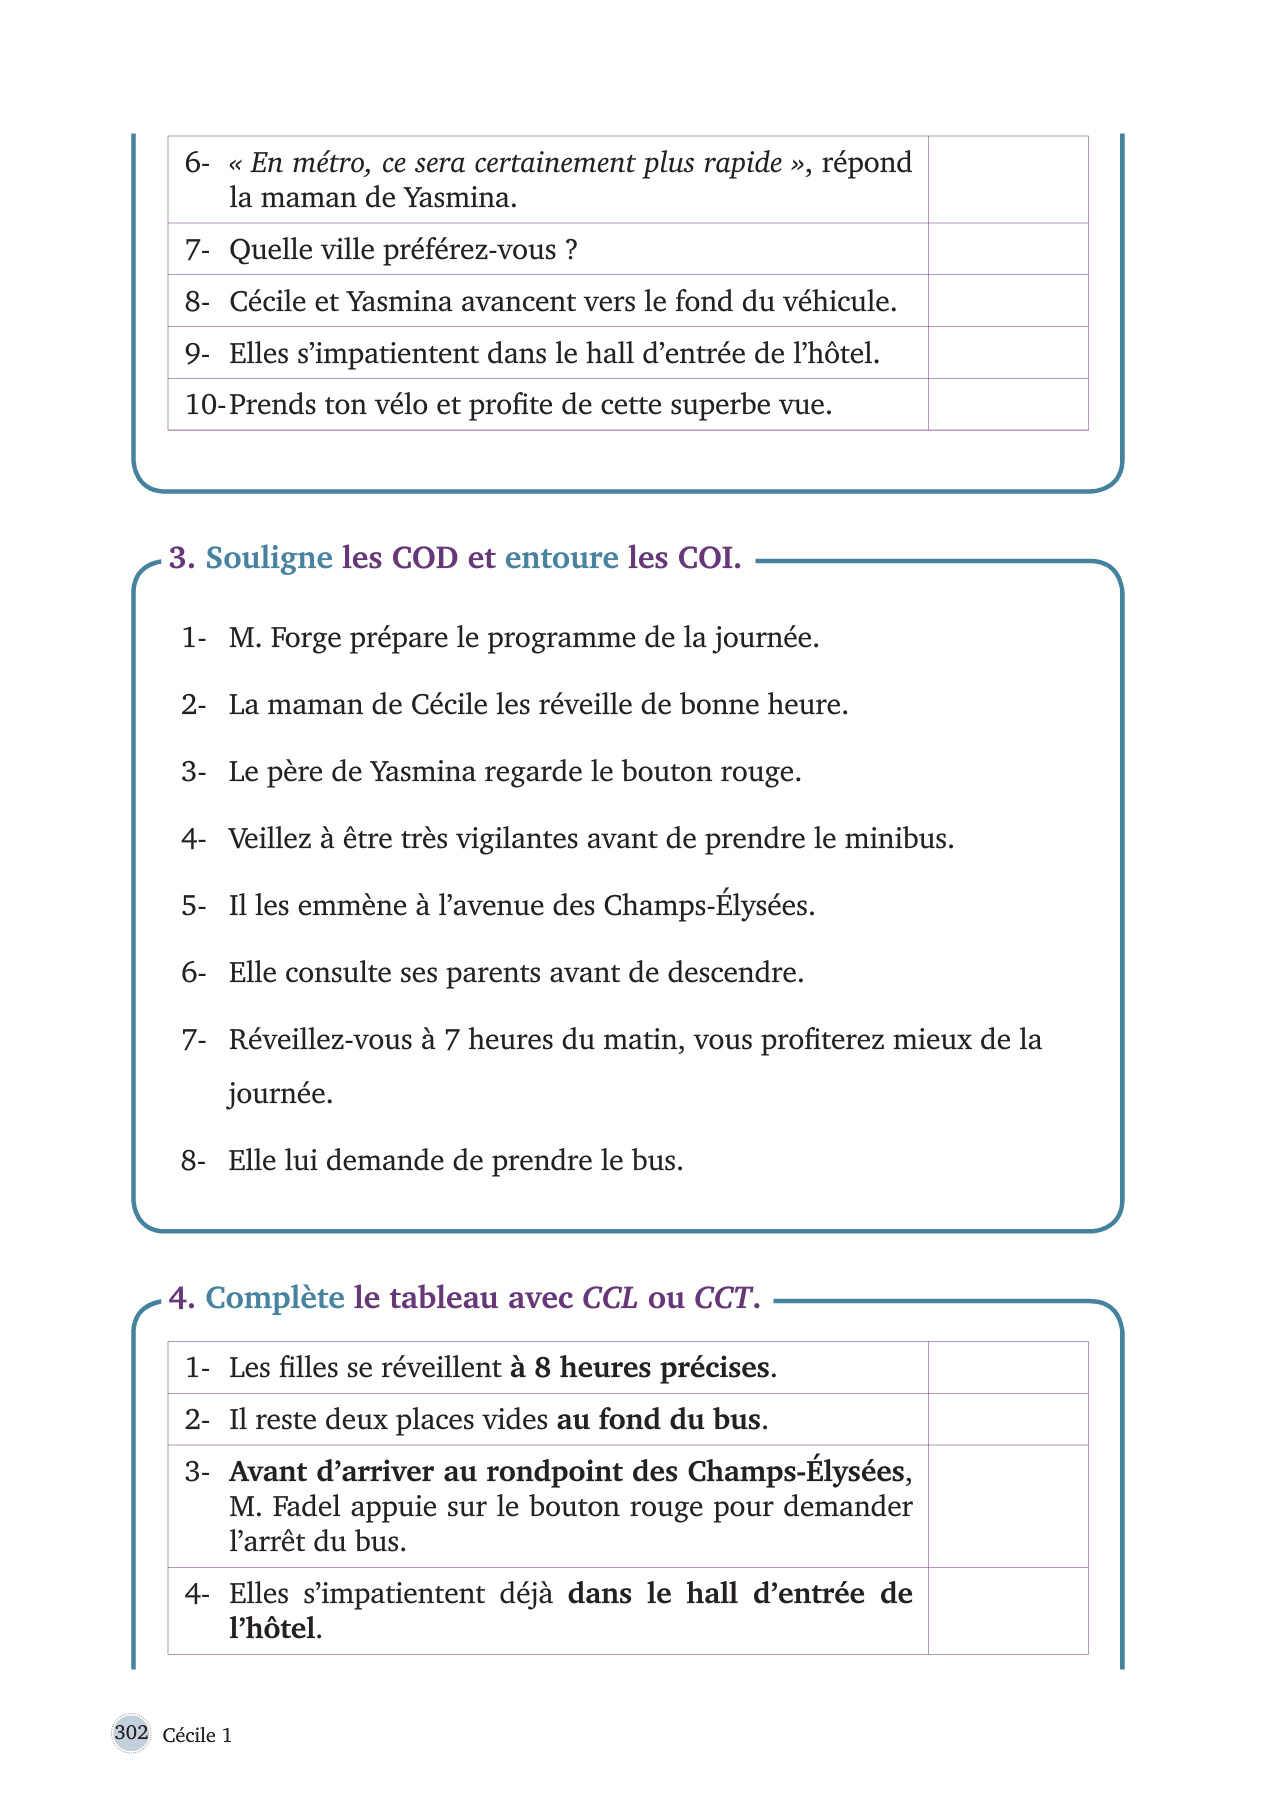 6- « En métro, ce sera certainement plus rapide », répond
la maman de Yasmina.
7- Quelle ville préférez-vous ?
8- Cécile et Yasmina avancent vers le fond du véhicule.
9- Elles s’impatientent dans le hall d’entrée de l’hôtel.
10- Prends ton vélo et profite de cette superbe vue.
3. Souligne les COD et entoure les COI.
1- M. Forge prépare le programme de la journée.
2- La maman de Cécile les réveille de bonne heure.
3- Le père de Yasmina regarde le bouton rouge.
4- Veillez à être très vigilantes avant de prendre le minibus.
5- Il les emmène à l’avenue des Champs-Élysées.
6- Elle consulte ses parents avant de descendre.
7- Réveillez-vous à 7 heures du matin, vous profiterez mieux de la
journée.
8- Elle lui demande de prendre le bus.
4. Complète le tableau avec CCL ou CCT.
1- Les filles se réveillent à 8 heures précises.
2- Il reste deux places vides au fond du bus.
3- Avant d’arriver au rondpoint des Champs-Élysées,
M. Fadel appuie sur le bouton rouge pour demander
l’arrêt du bus.
4- Elles s’impatientent déjà dans le hall d’entrée de
l’hôtel.
302 Cécile 1